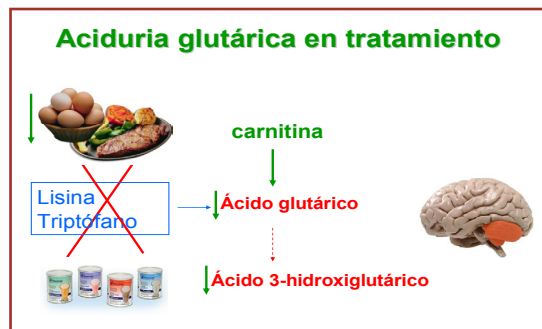 Aciduria glutárica en tratamiento
carnitina
Lisina
Triptófano
Ácido glutárico
Ácido 3-hidroxiglutárico